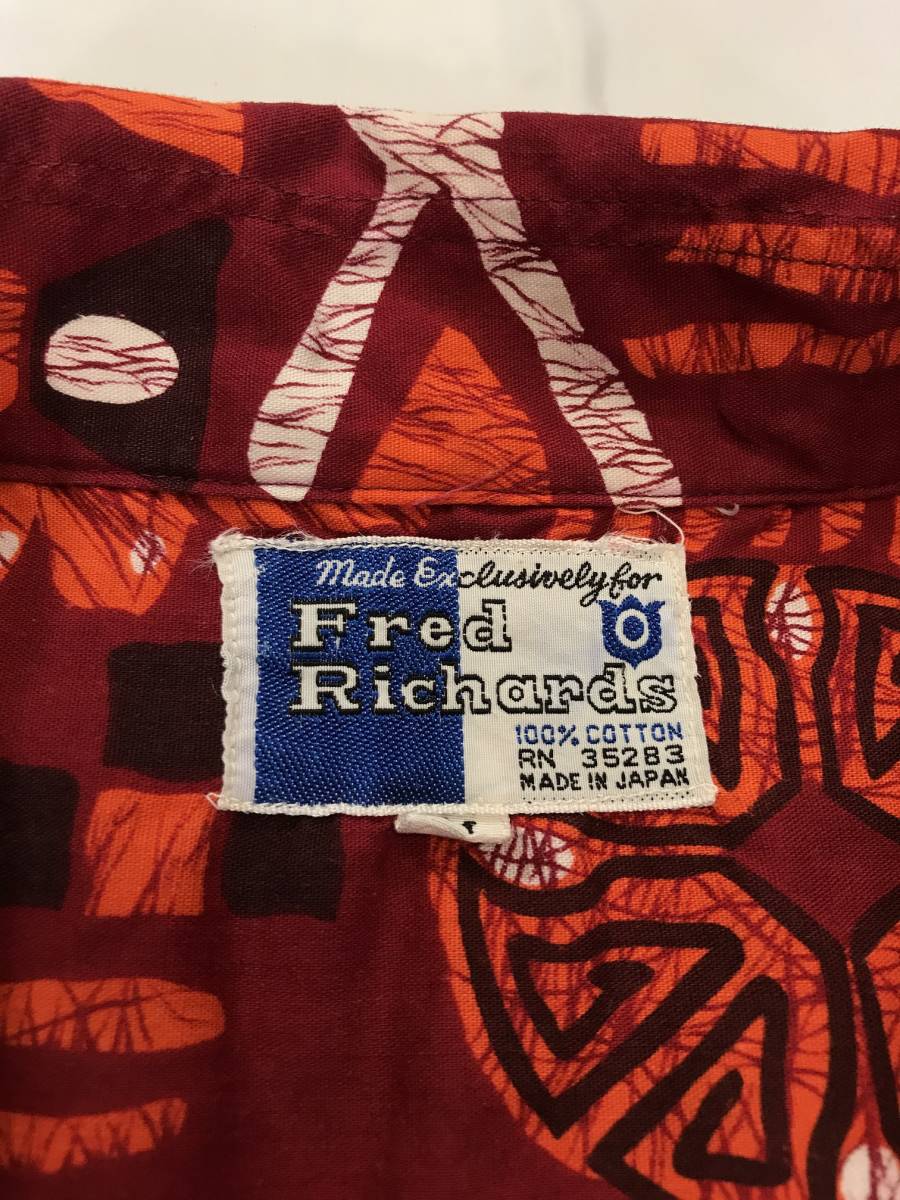 Made Exclusively for
Fred
Richards
100% COTTON
RN 35283
MADE IN JAPAN